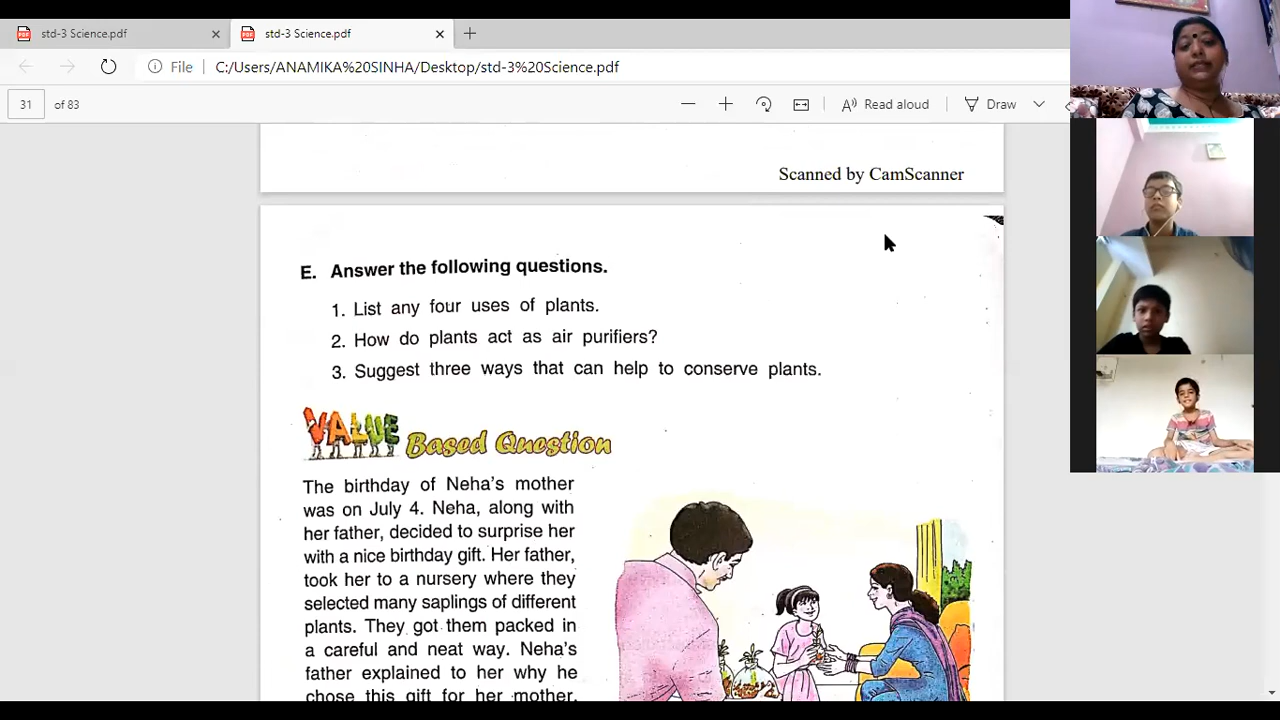 std-3 Science.pdf
std-3 Science.pdf
File C:/Users/ANAMIKA%20SINHA/Desktop/std-3%20Science.pdf
31 of 83
Read aloud
Draw
Scanned by CamScanner
E. Answer the following questions.
1. List any four uses of plants.
2. How do plants act as air purifiers?
3. Suggest three ways that can help to conserve plants.
VALUE Based Question
The birthday of Neha's mother
was on July 4. Neha, along with
her father, decided to surprise her
with a nice birthday gift. Her father,
took her to a nursery where they
selected many saplings of different
plants. They got them packed in
a careful and neat way. Neha's
father explained to her why he
chose this gift for her mother.